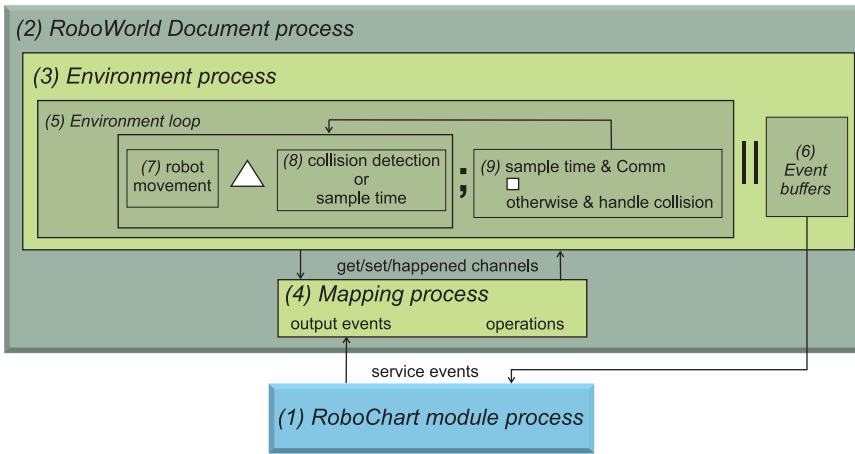 (2) RoboWorld Document process
(3) Environment process
(5) Environment loop
(7) robot
movement
(8) collision detection
or
sample time
;
(9) sample time & Comm
otherwise & handle collision
||
(6)
Event
buffers
get/set/happened channels
(4) Mapping process
output events operations
service events
(1) RoboChart module process